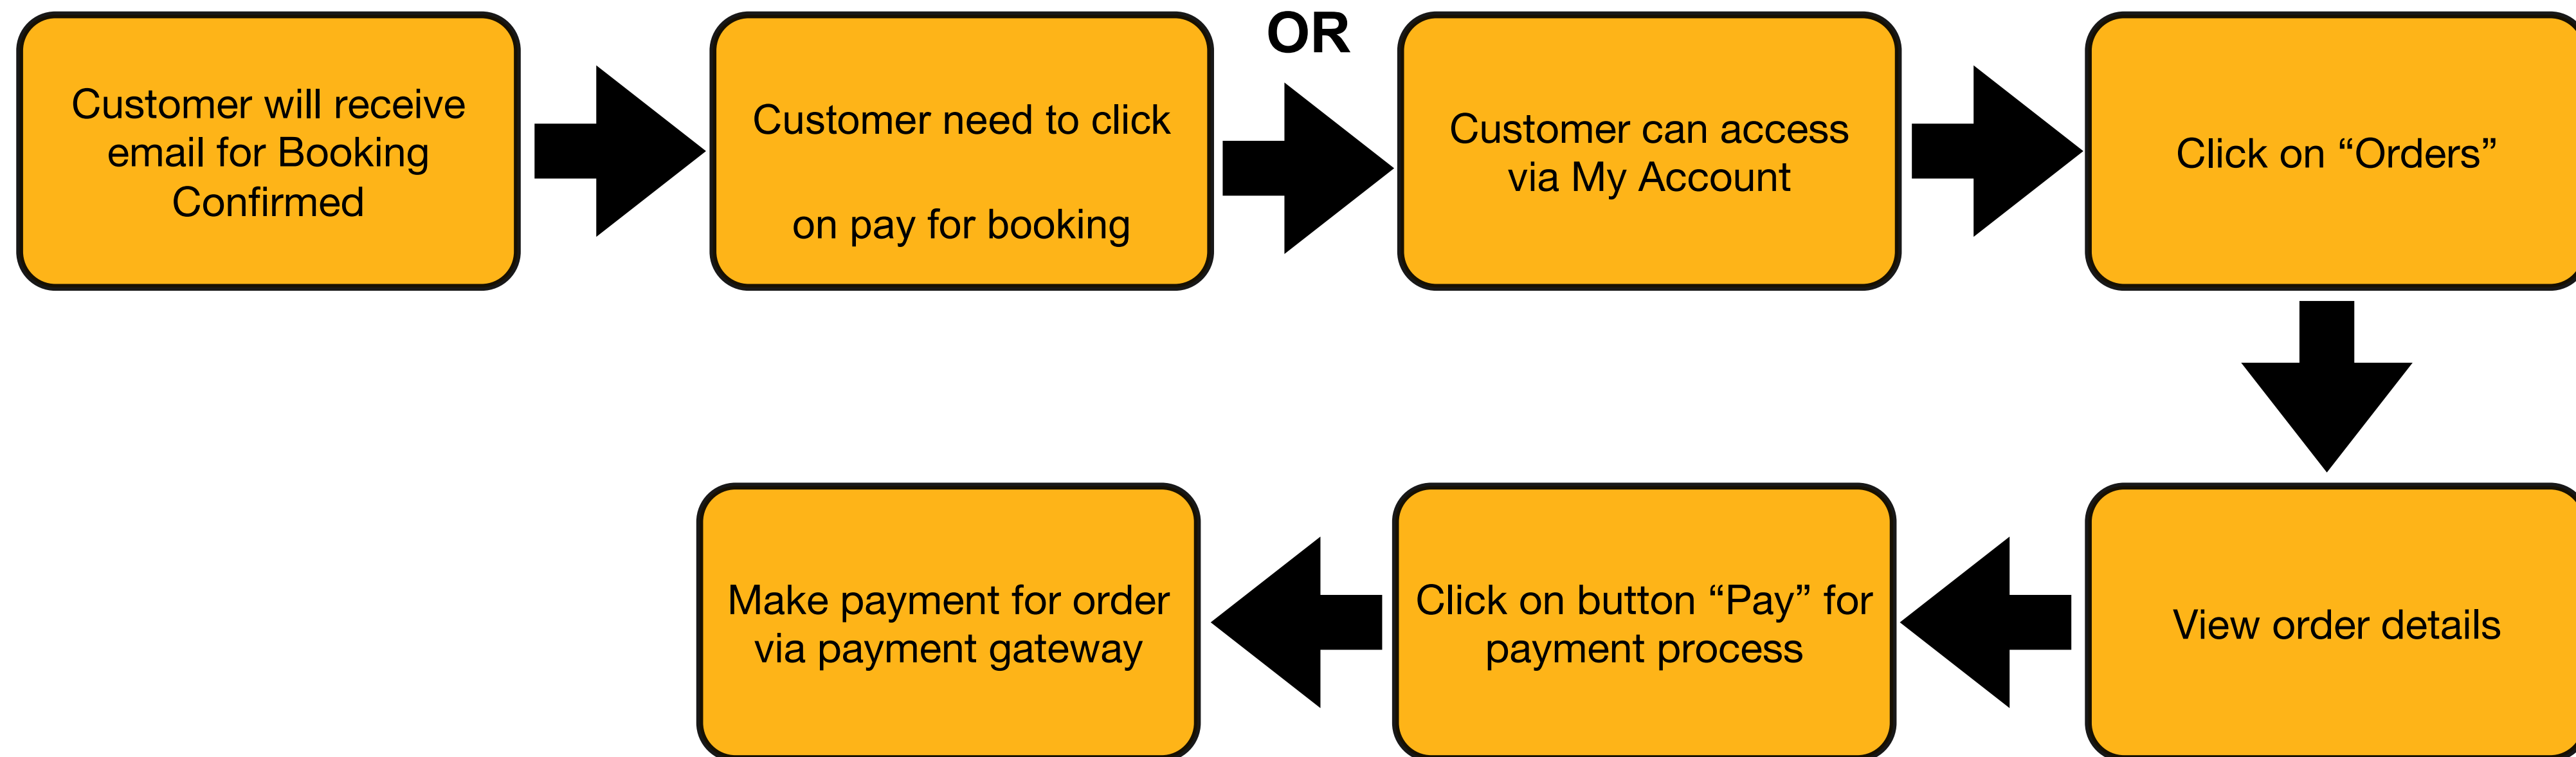 Customer will receive
email for Booking
Confirmed
Customer need to click
on pay for booking
OR
Customer can access
via My Account
Click on “Orders”
View order details
Click on button “Pay” for
payment process
Make payment for order
via payment gateway